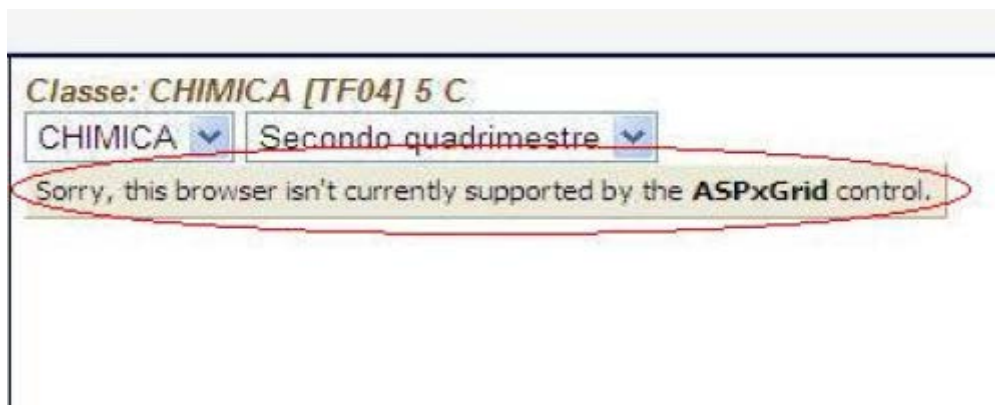 Classe: CHIMICA [TF04] 5 C
CHIMICA Secondo quadrimestre
Sorry, this browser isn't currently supported by the ASPxGrid control.